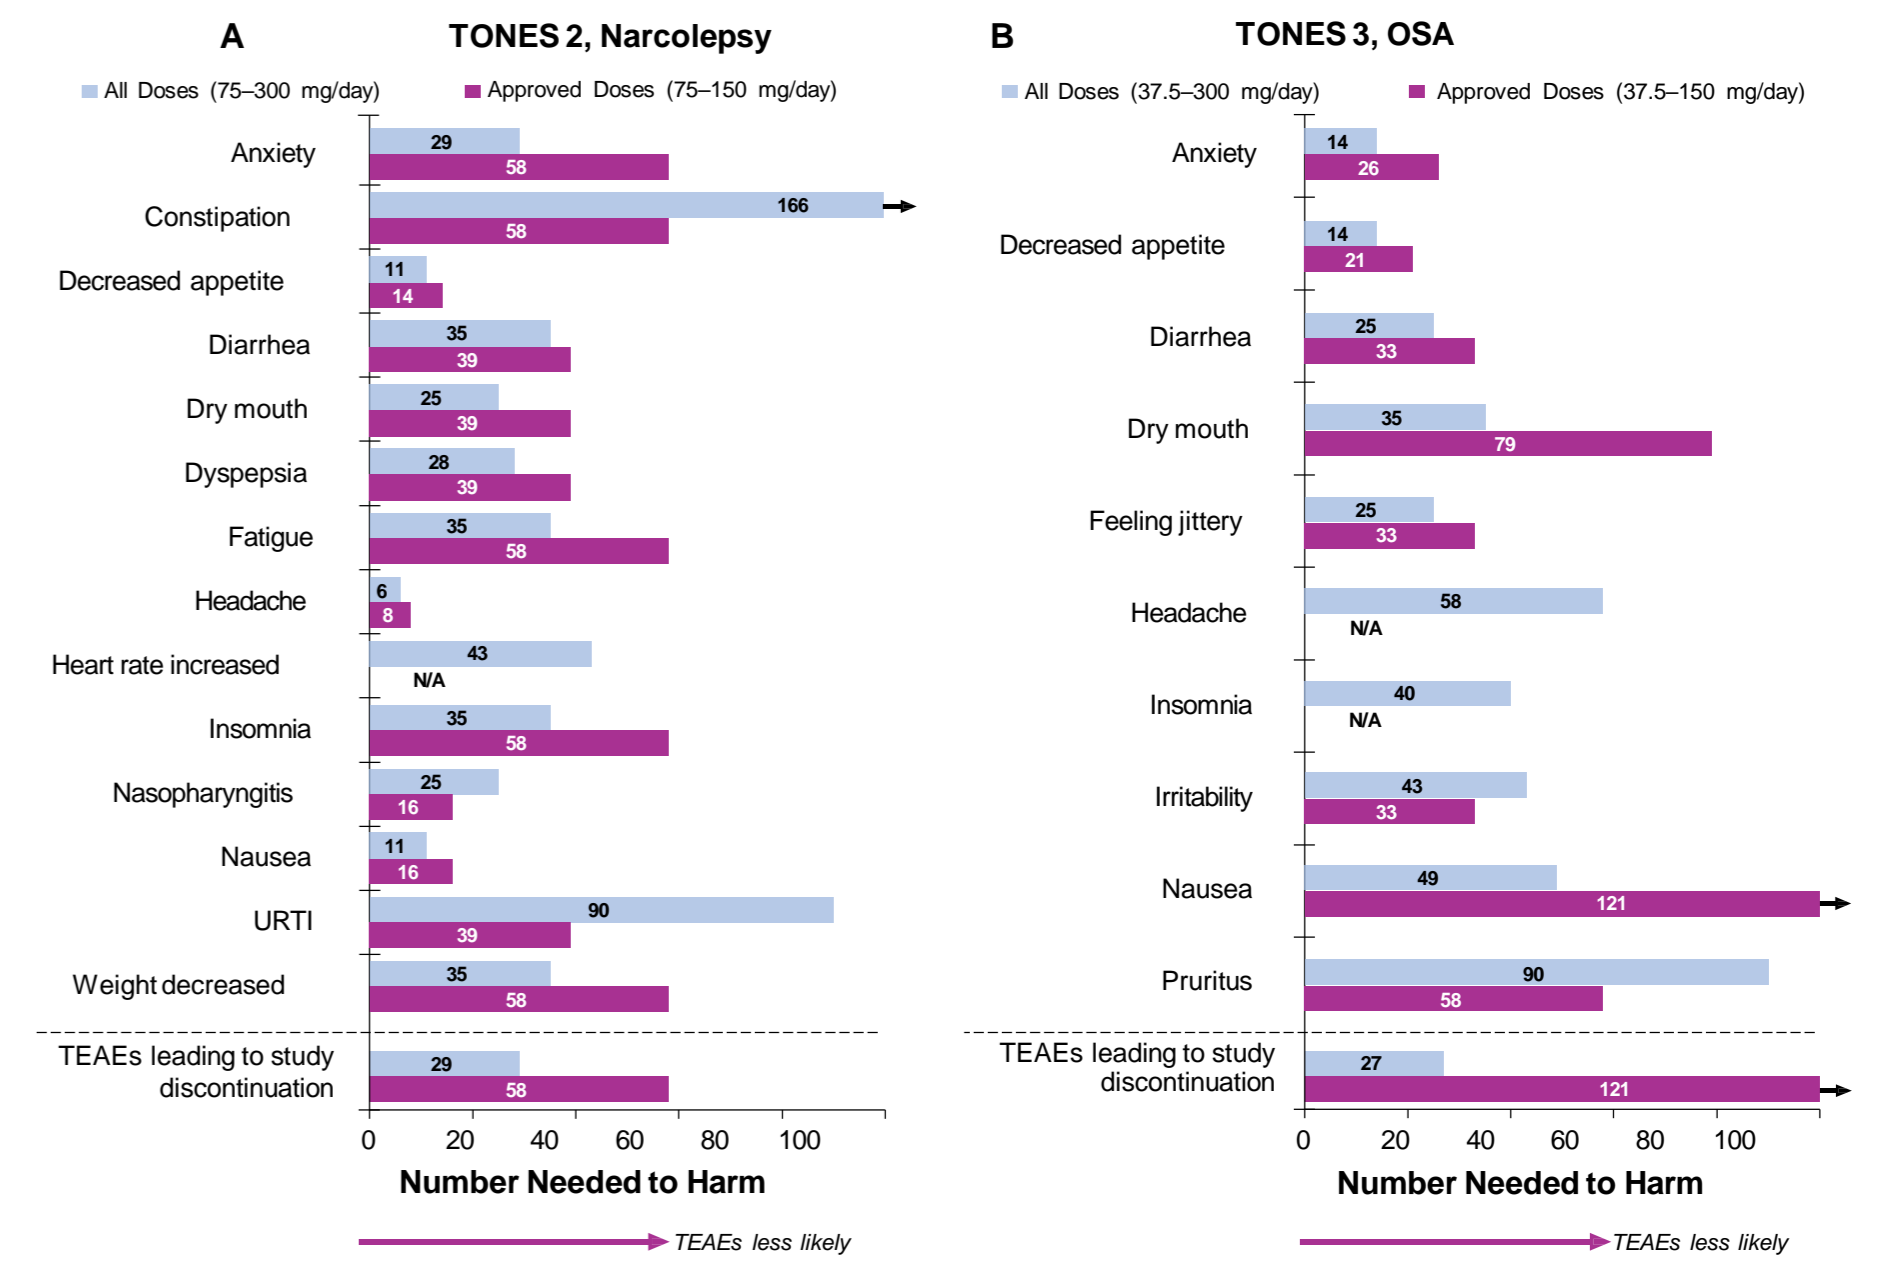 A
TONES 2, Narcolepsy
All Doses (75–300 mg/day)
Approved Doses (75–150 mg/day)
Anxiety
29
58
Constipation
166
58
Decreased appetite
11
14
Diarrhea
35
39
Dry mouth
25
39
Dyspepsia
28
39
Fatigue
35
58
Headache
6
8
Heart rate increased
43
N/A
Insomnia
35
58
Nasopharyngitis
25
16
Nausea
11
16
URTI
90
39
Weight decreased
35
58
TEAEs leading to study
discontinuation
29
58
0 20 40 60 80 100
Number Needed to Harm
TEAEs less likely
B
TONES 3, OSA
All Doses (37.5–300 mg/day)
Approved Doses (37.5–150 mg/day)
Anxiety
14
26
Decreased appetite
14
21
Diarrhea
25
33
Dry mouth
35
79
Feeling jittery
25
33
Headache
58
N/A
Insomnia
40
N/A
Irritability
43
33
Nausea
49
121
Pruritus
90
58
TEAEs leading to study
discontinuation
27
121
0 20 40 60 80 100
Number Needed to Harm
TEAEs less likely